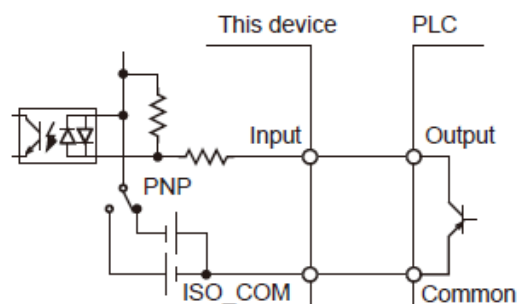 This device
PLC
Input
Output
PNP
ISO_COM
Common